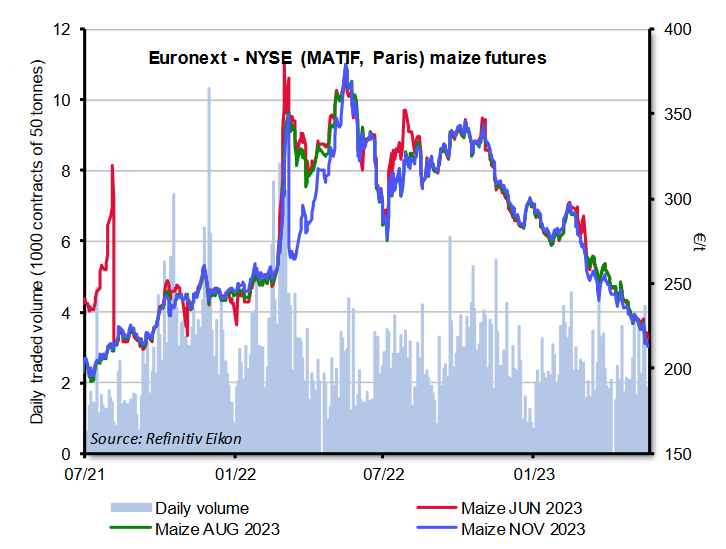 Euronext - NYSE (MATIF, Paris) maize futures
Daily traded volume (1000 contracts of 50 tonnes)
12
10
8
6
4
2
0
400
350
300
250
200
150
€/t
Source: Refinitiv Eikon
07/21 01/22 07/22 01/23
Daily volume Maize JUN 2023
Maize AUG 2023 Maize NOV 2023